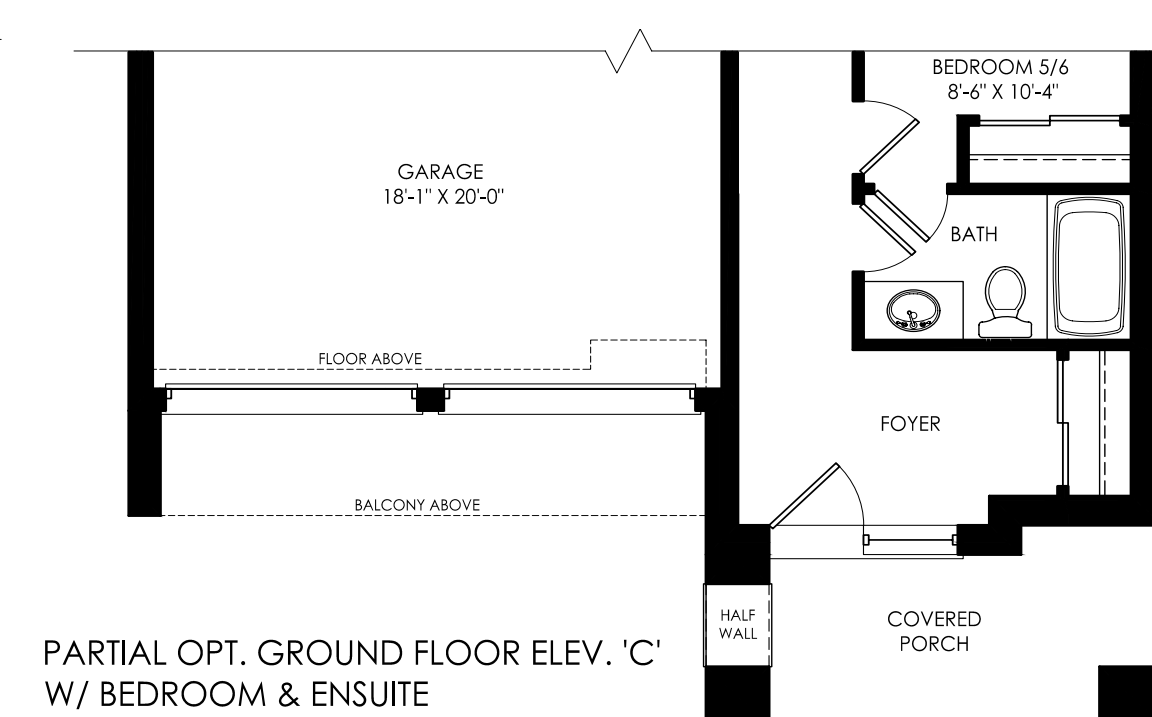 BEDROOM 5/6
8'-6" X 10'-4"
GARAGE
18'-1" X 20'-0"
BATH
FLOOR ABOVE
FOYER
BALCONY ABOVE
HALF
WALL
COVERED
PORCH
PARTIAL OPT. GROUND FLOOR ELEV. 'C'
W/ BEDROOM & ENSUITE